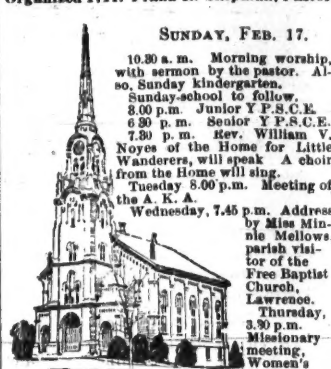 SUNDAY, FEB. 17.
10.30 a. m. Morning worship,
with sermon by the pastor. Al-
so, Sunday kindergarten.
Sunday-school to follow.
3.00 p.m. Junior Y P.S.C.E.
6 30 p. m. Senior Y P.S.C.E.
7.30 p. m. Rev. William V.
Noyes of the Home for Little
Wanderers, will speak A choir
from the Home will sing.
Tuesday 8.00 p.m. Meeting of
the A. K. A.
Wednesday, 7.45 p.m. Address
by Miss Min-
nie Mellows
parish visi-
tor of the
Free Baptist
Church,
Lawrence.
Thursday,
3.30 p.m.
Missionary
meeting,
Women's